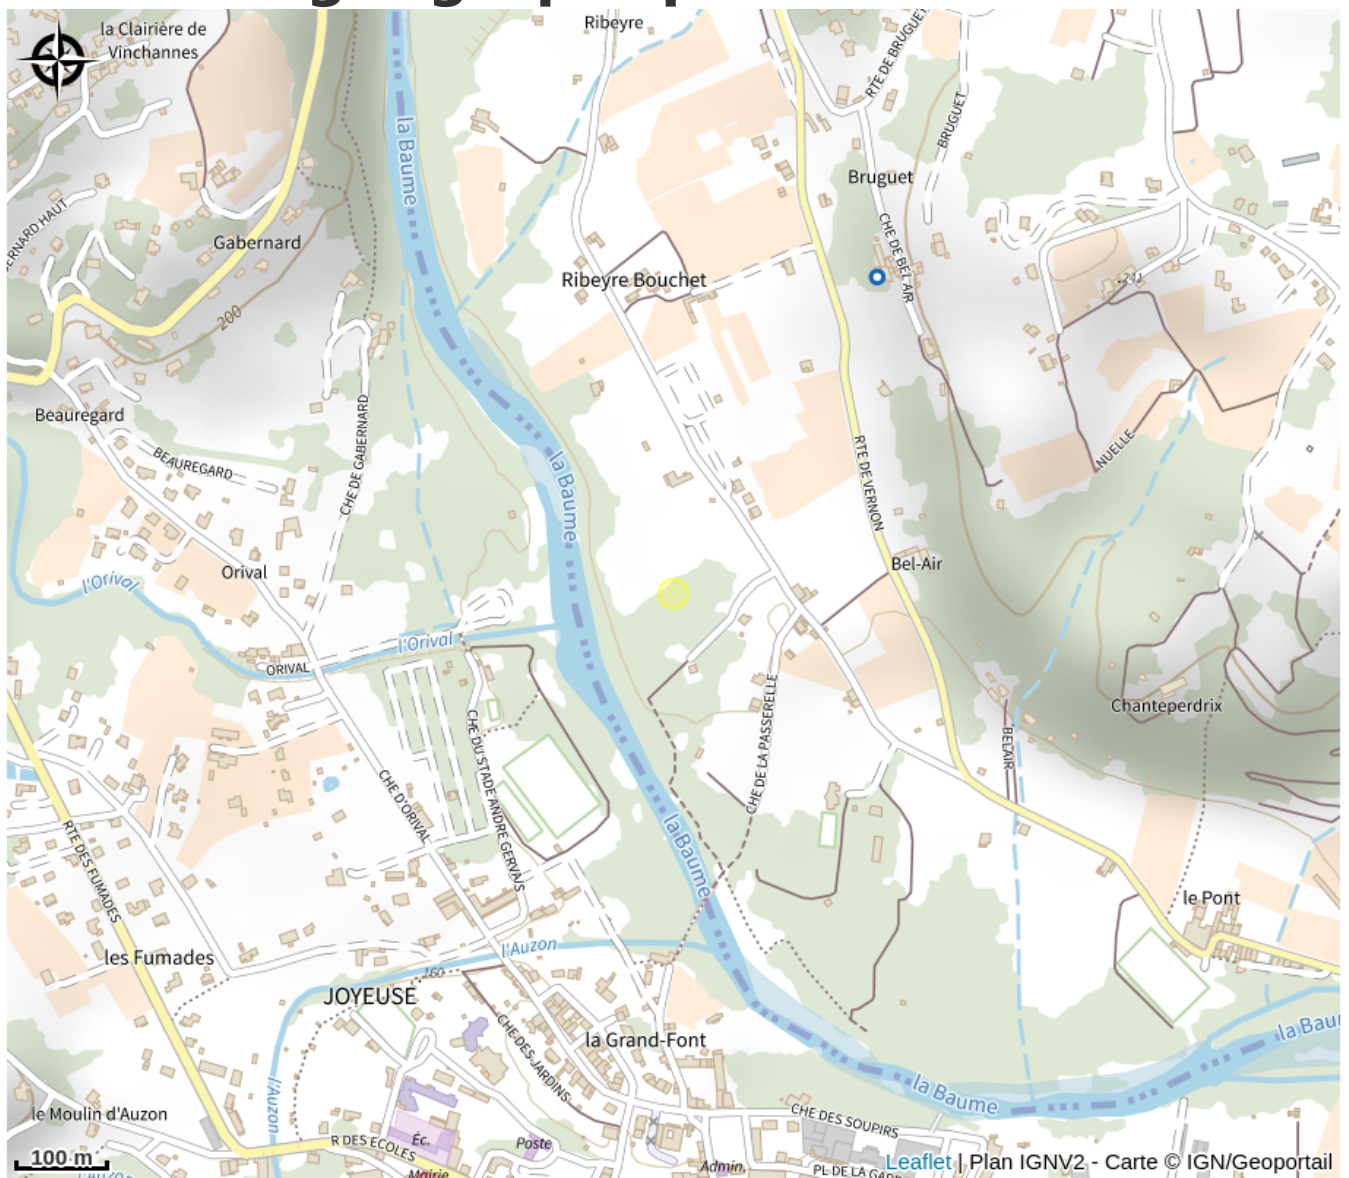 Ribeyre
la Clairière de
Vinchannes
RTE DE BRUGUET
BRUGUET
la Baume
Bruguet
BERNARD HAUT
Gabernard
CHE DE BEL'AIR
Ribeyre Bouchet
.241
200
Beauregard
BEAUREGARD
CHE DE GABERNARD
NUELLE
la Baume
RTE DE VERNON
Orival
Bel-Air
l'Orival
l'Orival
ORIVAL
CHE DE LA PASSERELLE
Chanteperdrix
BELAIR
CHE DU STADE ANDRE GERVAIS
CHE D'ORIVAL
RTE DES FUMADES
la Baume
le Pont
les Fumades
l'Auzon
160
JOYEUSE
la Grand-Font
la Bau
CHE DES JARDINS
l'Auzon
la Baume
le Moulin d'Auzon
CHE DES SOUPIRS
R DES ECOLES
Éc.
Poste
Mairie
Admin.
PL DE LA GARE
100 m
l'Auzon
Leaflet | Plan IGNV2 - Carte © IGN/Geoportail